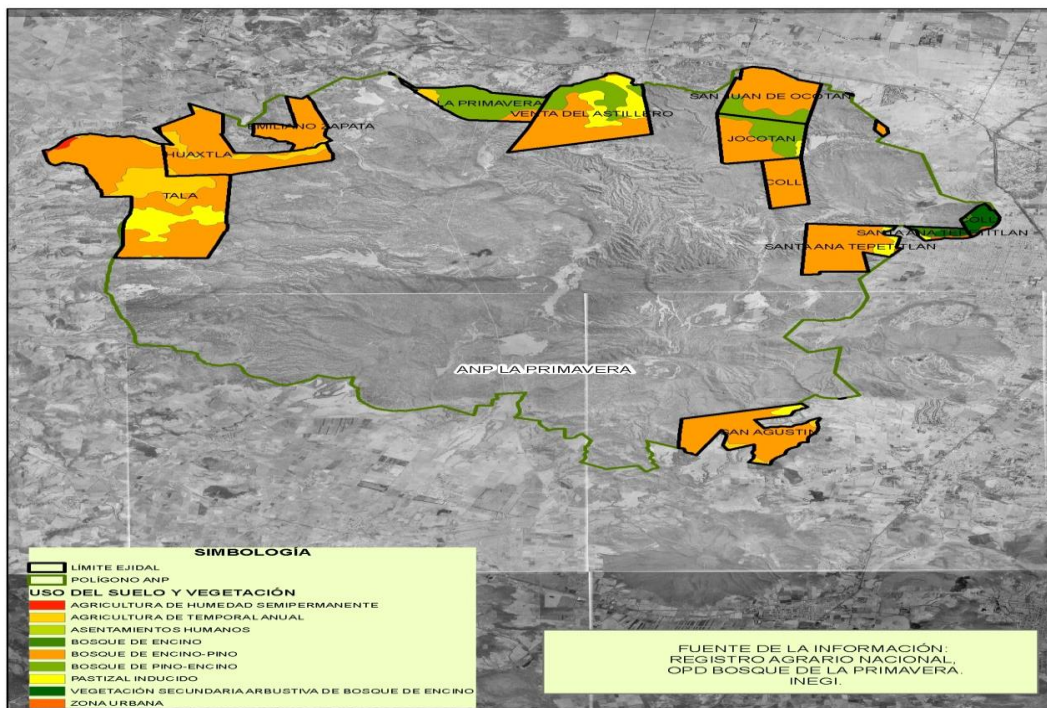 LA PRIMAVERA
VENTA DEL ASTILLERO
SAN JUAN DE OCOTAN
EMILIANO ZAPATA
JOCOTAN
HUAXTLA
COLLI
TALA
COLLI
SANTA ANA TEPETITLAN
SANTA ANA TEPETITLAN
ANP LA PRIMAVERA
SAN AGUSTIN
SIMBOLOGÍA
LÍMITE EJIDAL
POLÍGONO ANP
USO DEL SUELO Y VEGETACIÓN
AGRICULTURA DE HUMEDAD SEMIPERMANENTE
AGRICULTURA DE TEMPORAL ANUAL
ASENTAMIENTOS HUMANOS
BOSQUE DE ENCINO
BOSQUE DE ENCINO-PINO
BOSQUE DE PINO-ENCINO
PASTIZAL INDUCIDO
VEGETACIÓN SECUNDARIA ARBUSTIVA DE BOSQUE DE ENCINO
ZONA URBANA
FUENTE DE LA INFORMACIÓN:
REGISTRO AGRARIO NACIONAL,
OPD BOSQUE DE LA PRIMAVERA.
INEGI.